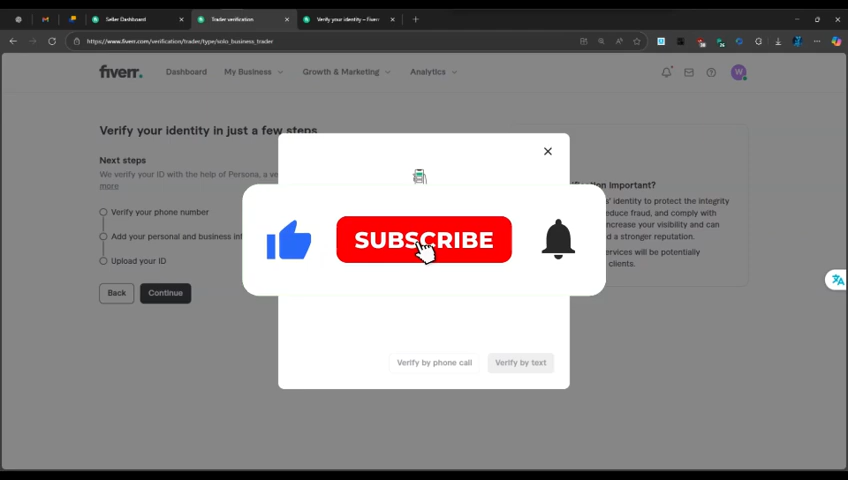 Seller Dashboard
Trader verification
Verify your identity – Fiverr
https://www.fiverr.com/verification/trader/type/solo_business_trader
fiverr.
Dashboard
My Business
Growth & Marketing
Analytics
W
Verify your identity in just a few steps
Next steps
We verify your ID with the help of Persona, a
more
Verify your phone number
Add your personal and business
Upload your ID
Back
Continue
SUBSCRIBE
Verify by phone call
Verify by text
important?
identity to protect the integrity
reduce fraud, and comply with
increase your visibility and can
a stronger reputation.
services will be potentially
clients.